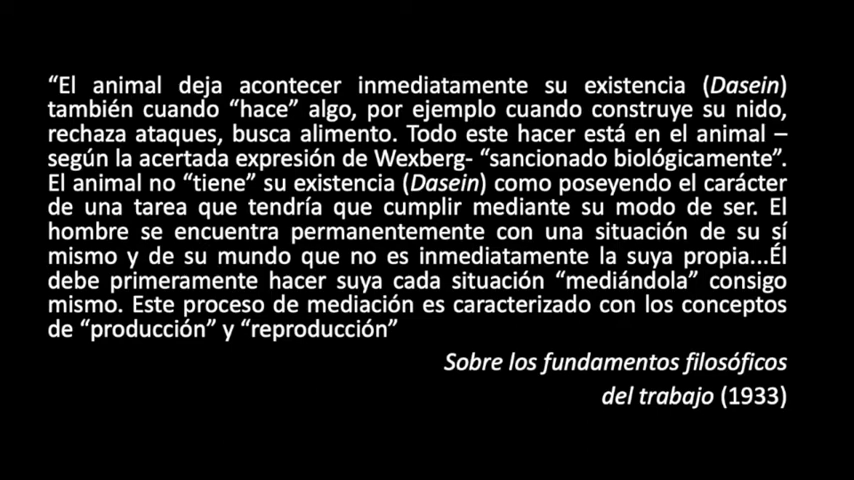 “El animal deja acontecer inmediatamente su existencia (Dasein)
también cuando “hace” algo, por ejemplo cuando construye su nido,
rechaza ataques, busca alimento. Todo este hacer está en el animal –
según la acertada expresión de Wexberg- “sancionado biológicamente”.
El animal no “tiene” su existencia (Dasein) como poseyendo el carácter
de una tarea que tendría que cumplir mediante su modo de ser. El
hombre se encuentra permanentemente con una situación de su sí
mismo y de su mundo que no es inmediatamente la suya propia...Él
debe primeramente hacer suya cada situación “mediándola” consigo
mismo. Este proceso de mediación es caracterizado con los conceptos
de “producción” y “reproducción”
Sobre los fundamentos filosóficos
del trabajo (1933)